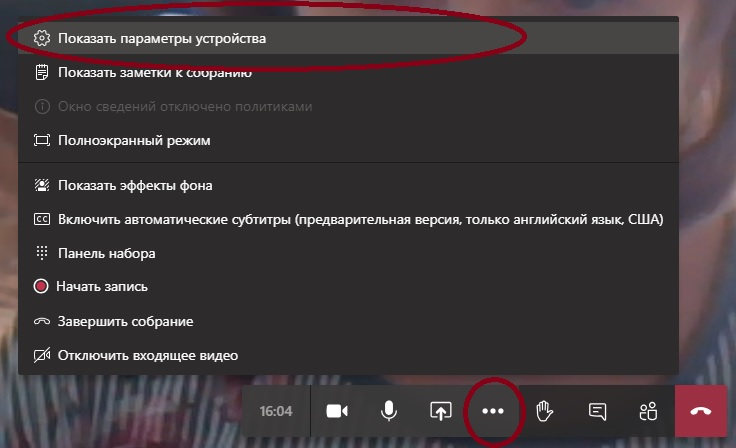 Показать параметры устройства
Показать заметки к собранию
Окно сведений отключено политиками
Полноэкранный режим
Показать эффекты фона
CC Включить автоматические субтитры (предварительная версия, только английский язык, США)
Панель набора
Начать запись
Завершить собрание
Отключить входящее видео
16:04